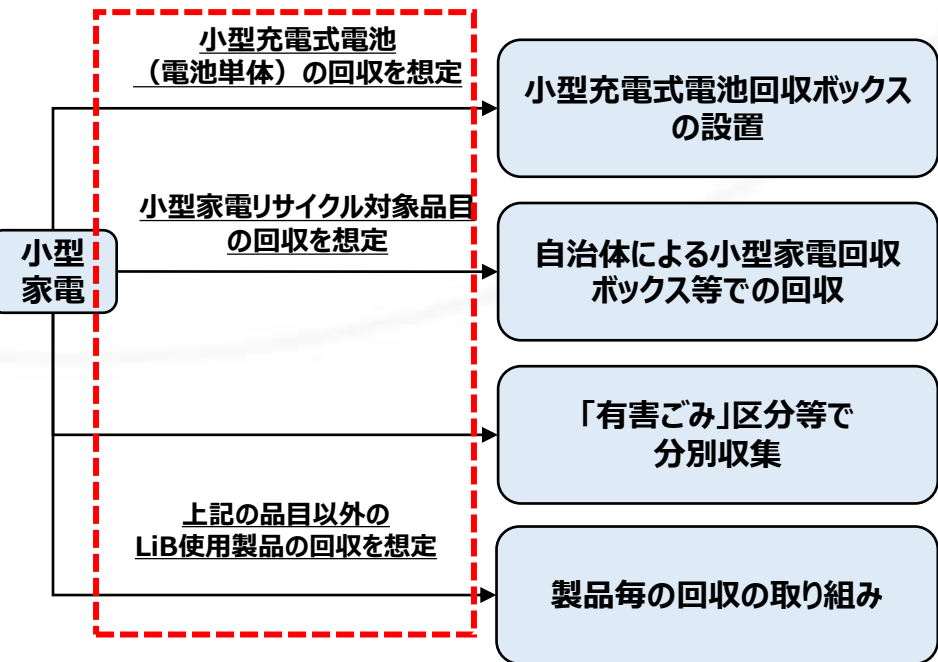 小型充電式電池
（電池単体）の回収を想定
小型充電式電池回収ボックス
の設置
小型家電リサイクル対象品目
の回収を想定
小型
家電
自治体による小型家電回収
ボックス等での回収
「有害ごみ」区分等で
分別収集
上記の品目以外の
LiB使用製品の回収を想定
製品毎の回収の取り組み